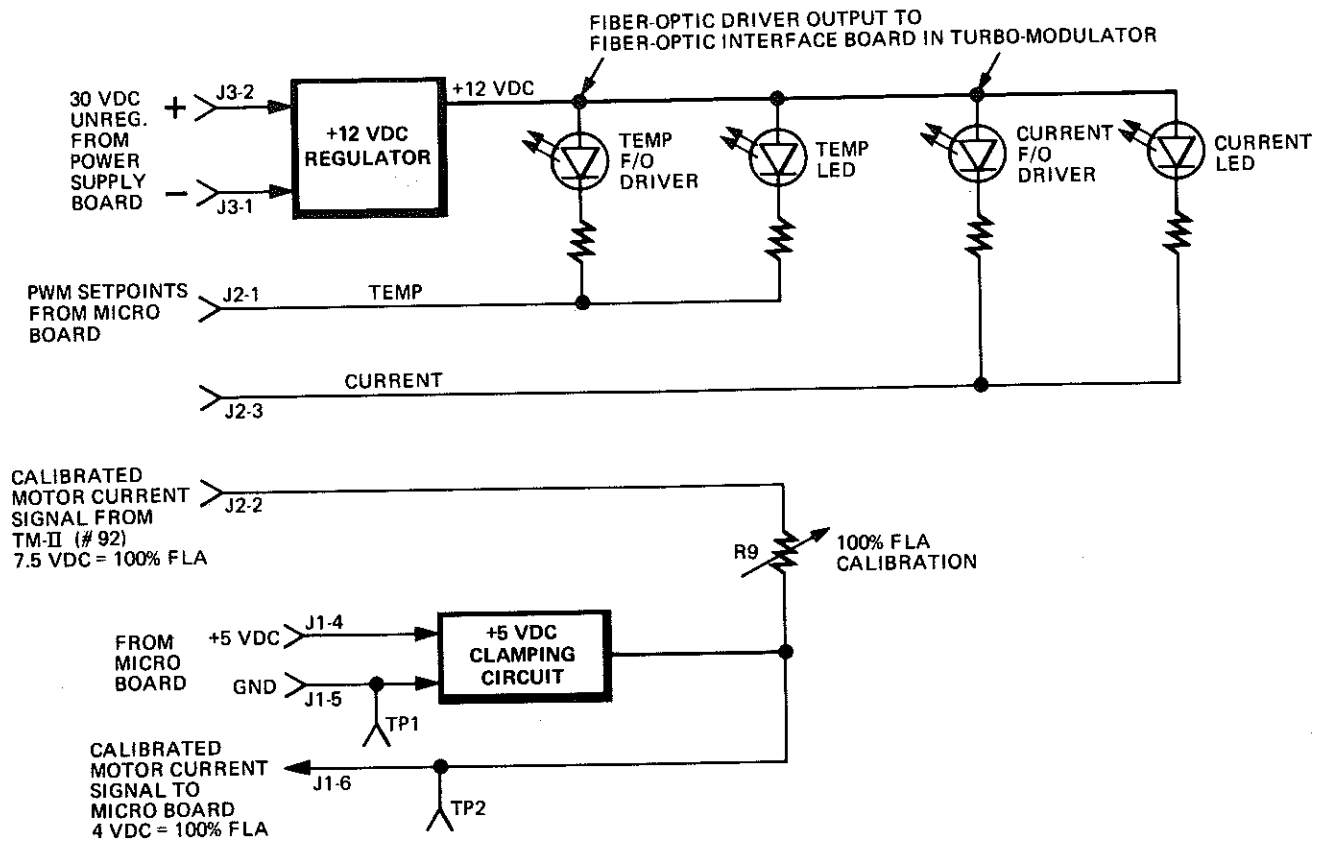 FIBER-OPTIC DRIVER OUTPUT TO
FIBER-OPTIC INTERFACE BOARD IN TURBO-MODULATOR
30 VDC
UNREG.
FROM
POWER
SUPPLY
BOARD
+
J3-2
−
J3-1
+12 VDC
REGULATOR
+12 VDC
TEMP
F/O
DRIVER
TEMP
LED
CURRENT
F/O
DRIVER
CURRENT
LED
PWM SETPOINTS
FROM MICRO
BOARD
J2-1
TEMP
CURRENT
J2-3
CALIBRATED
MOTOR CURRENT
SIGNAL FROM
TM-II (#92)
7.5 VDC = 100% FLA
J2-2
R9
100% FLA
CALIBRATION
FROM
MICRO
BOARD
+5 VDC
J1-4
GND
J1-5
+5 VDC
CLAMPING
CIRCUIT
TP1
CALIBRATED
MOTOR CURRENT
SIGNAL TO
MICRO BOARD
4 VDC = 100% FLA
J1-6
TP2